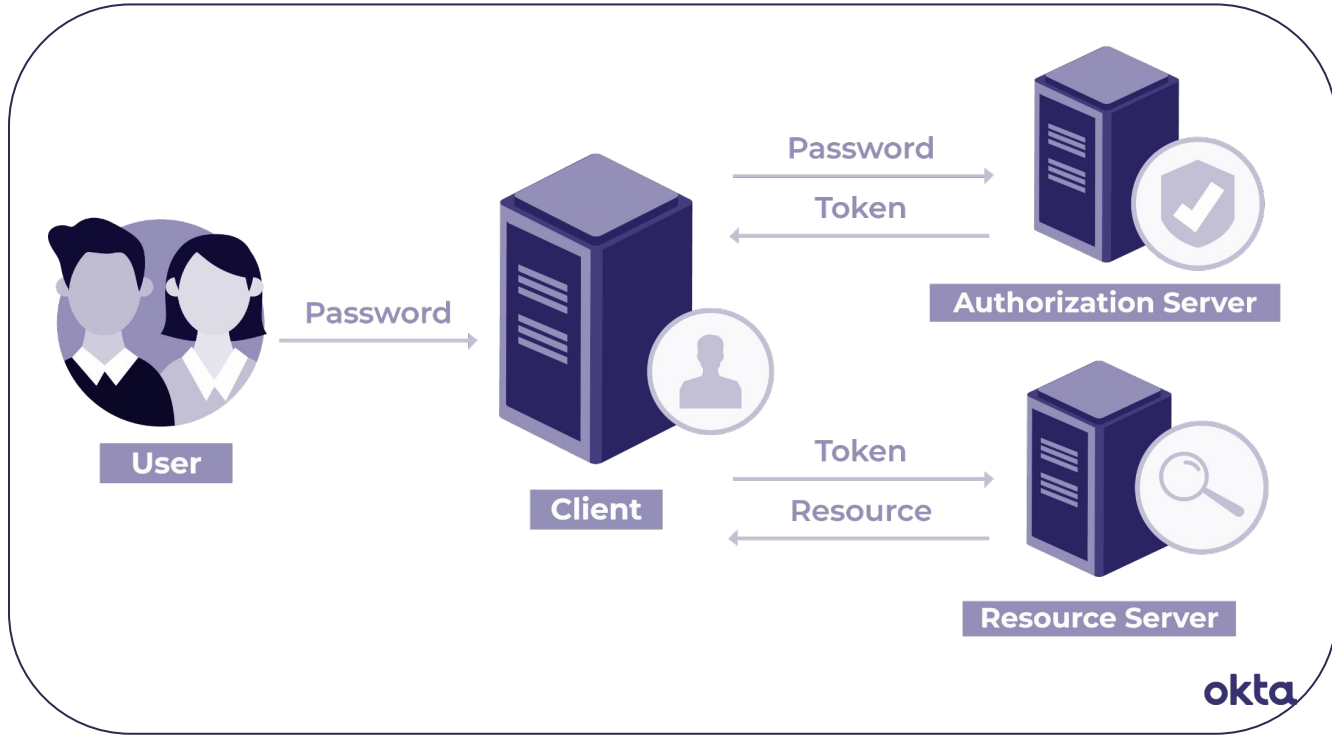 Password
User
Client
Password
Token
Authorization Server
Token
Resource
Resource Server
okta